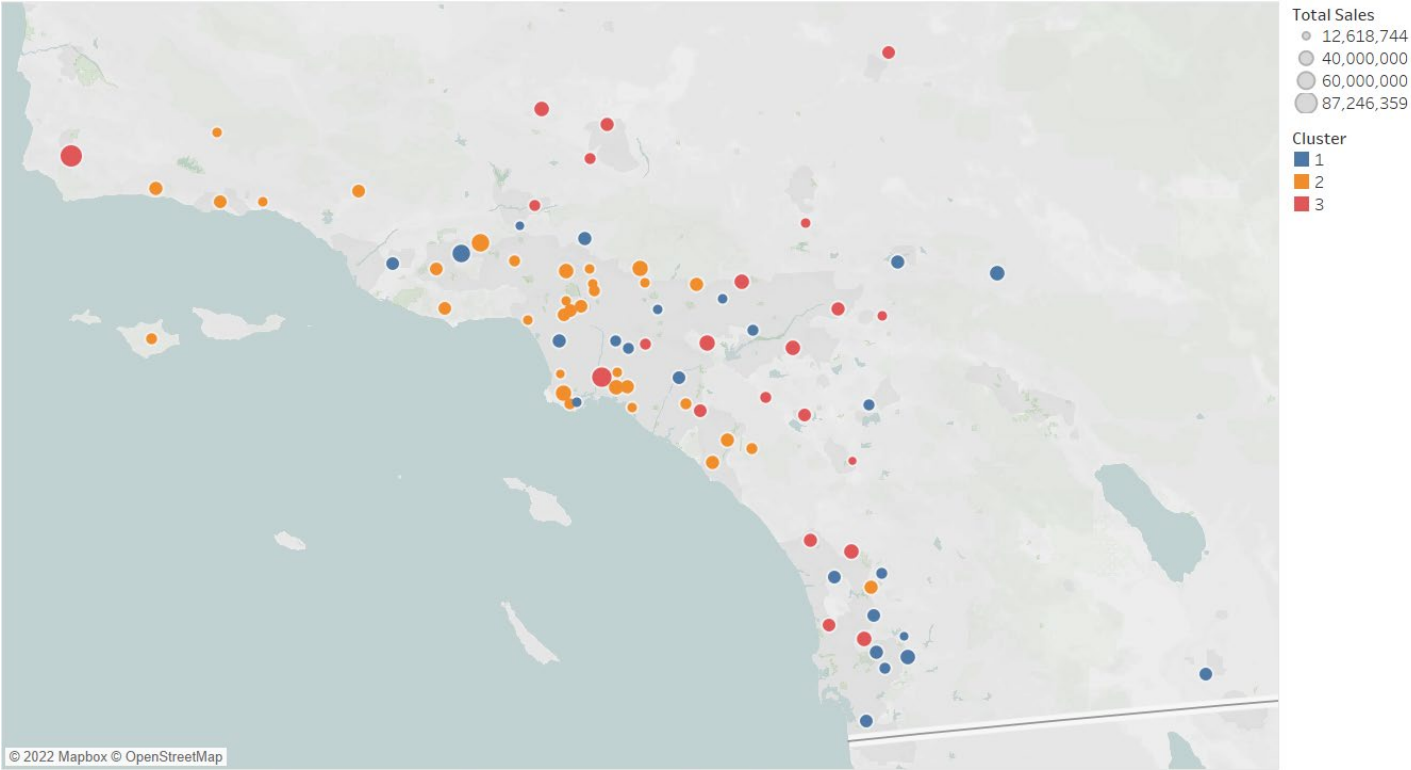 Total Sales
12,618,744
40,000,000
60,000,000
87,246,359
Cluster
1
2
3
© 2022 Mapbox © OpenStreetMap